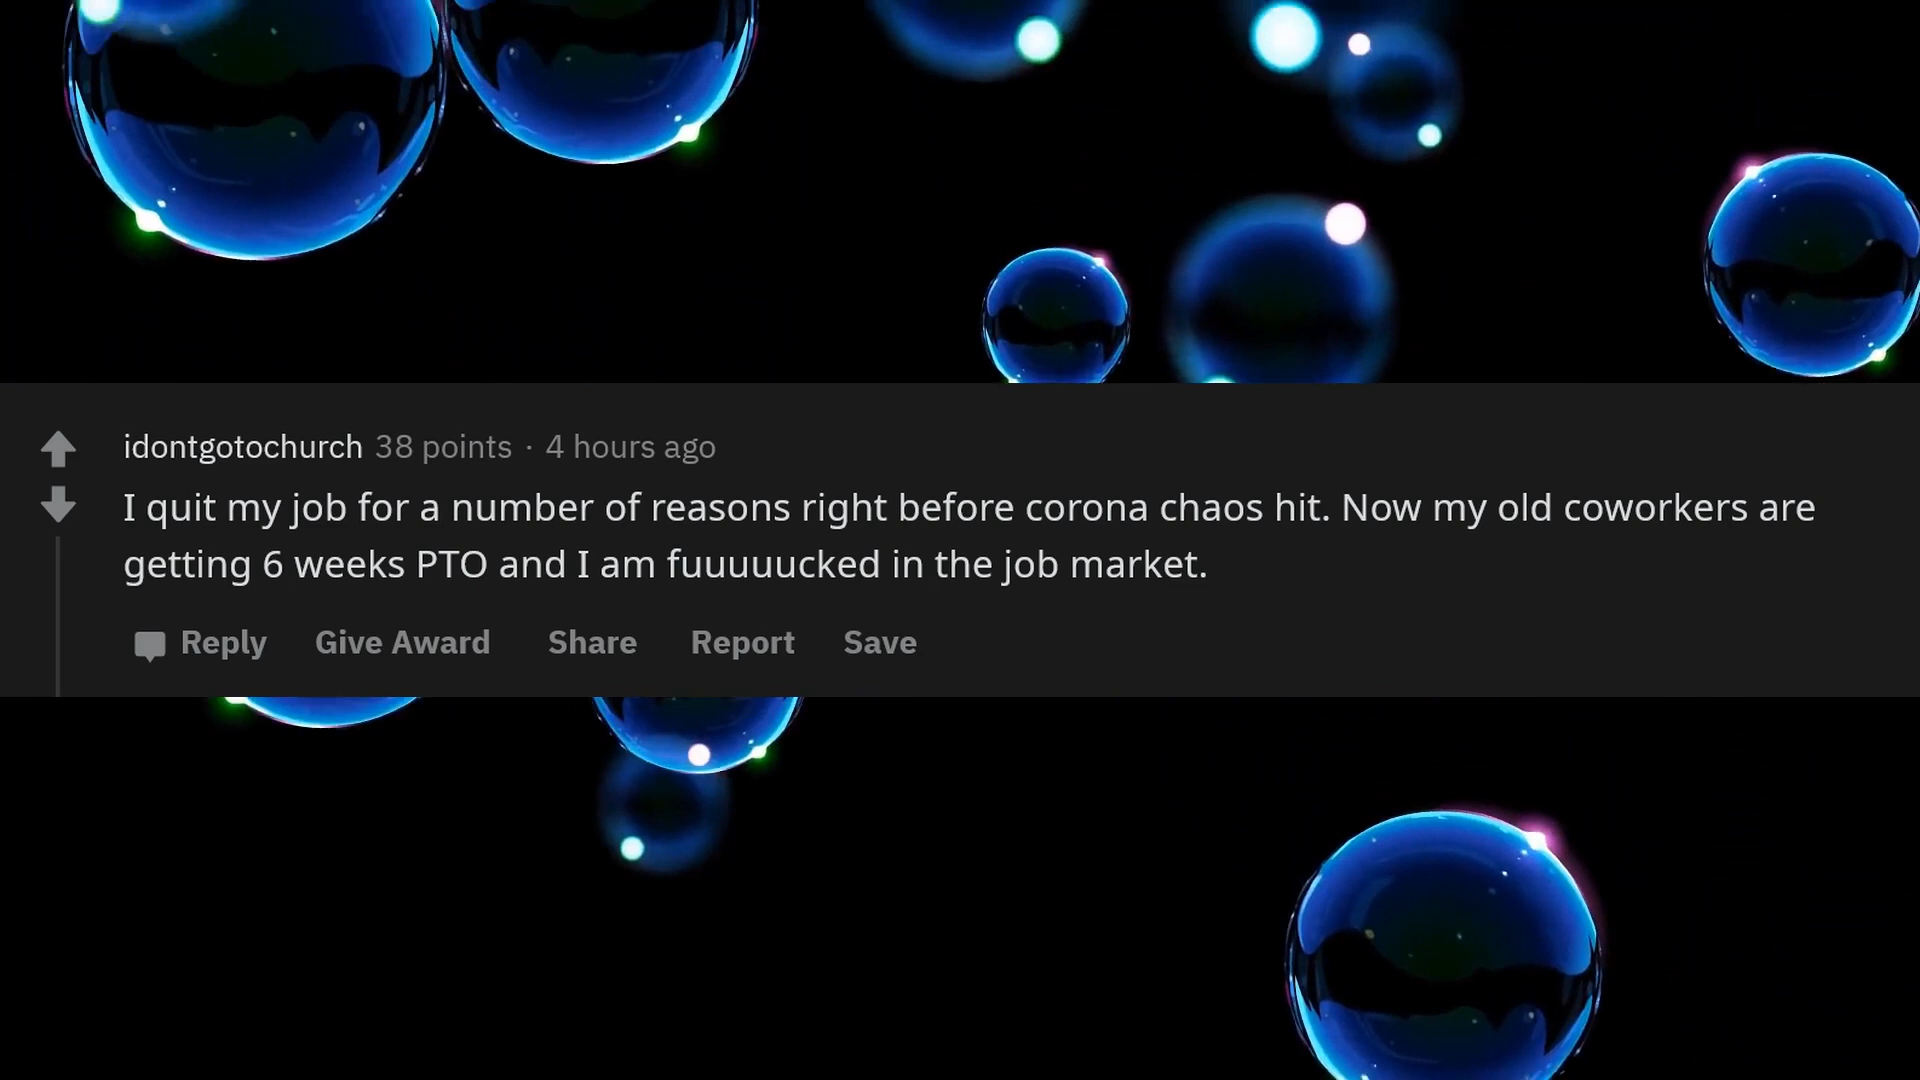 idontgotochurch 38 points · 4 hours ago
I quit my job for a number of reasons right before corona chaos hit. Now my old coworkers are
getting 6 weeks PTO and I am fuuuuucked in the job market.
Reply Give Award Share Report Save